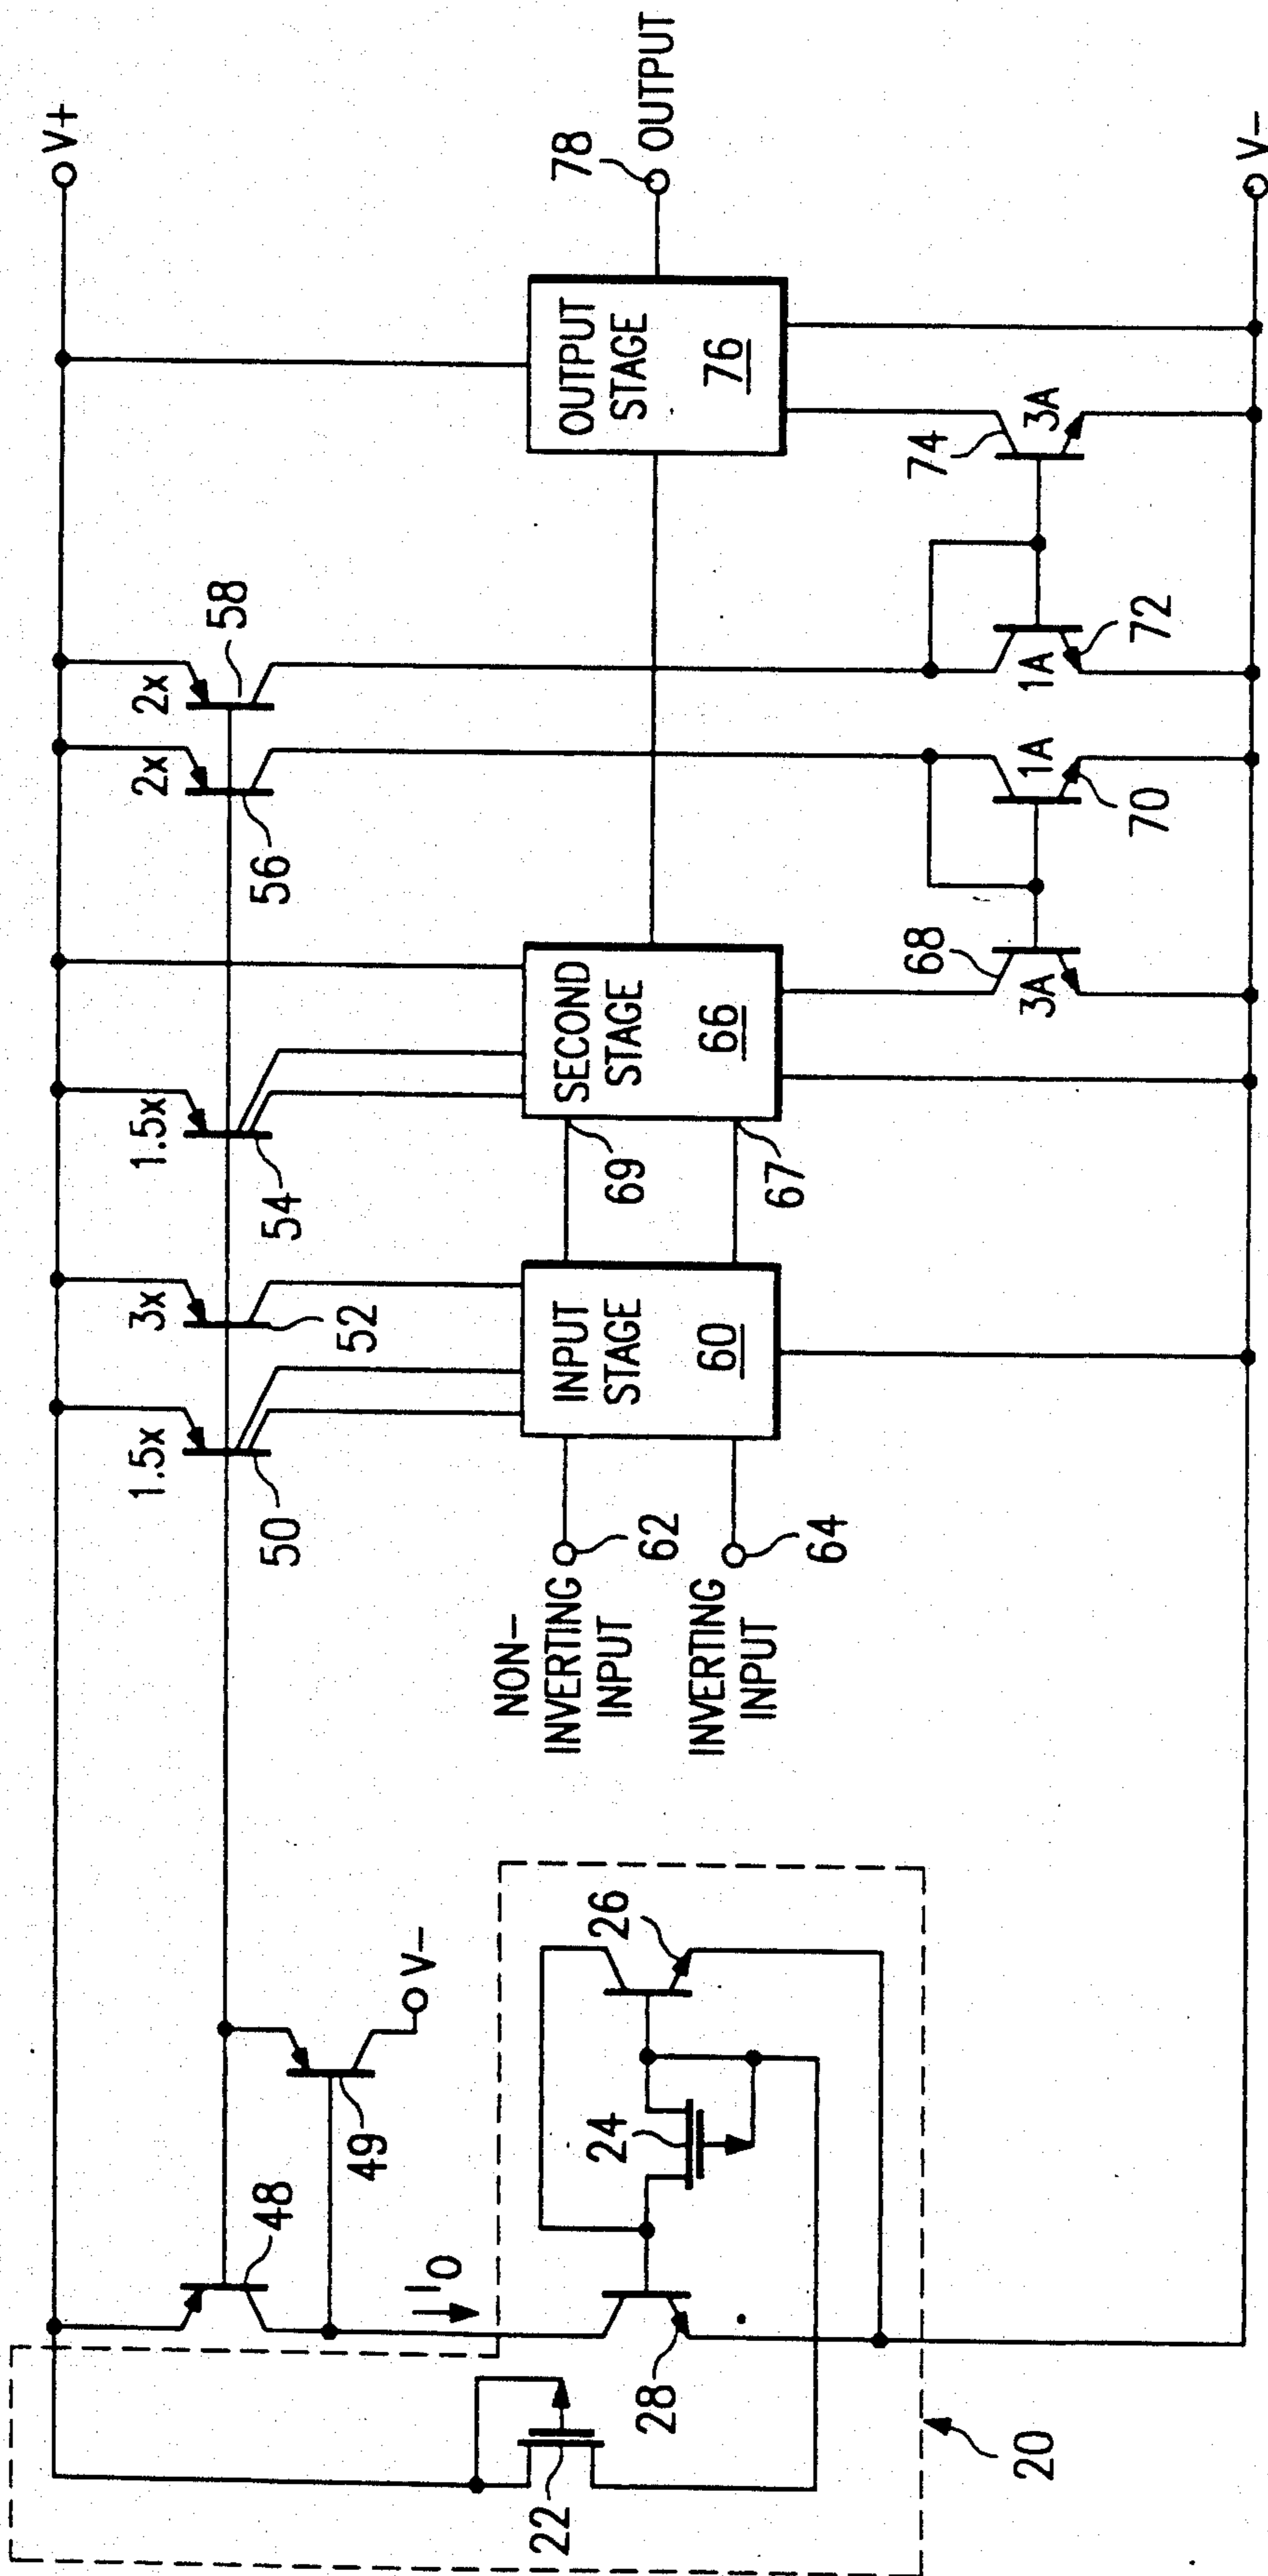 V+
1.5x
3x
1.5x
2x
2x
50
52
54
56
58
48
49
V-
I0
NON-
INVERTING
INPUT
62
INVERTING
INPUT
64
INPUT
STAGE
60
69
67
SECOND
STAGE
66
OUTPUT
STAGE
76
78
OUTPUT
22
28
24
26
20
68
3A
1A
70
1A
72
74
3A
V-